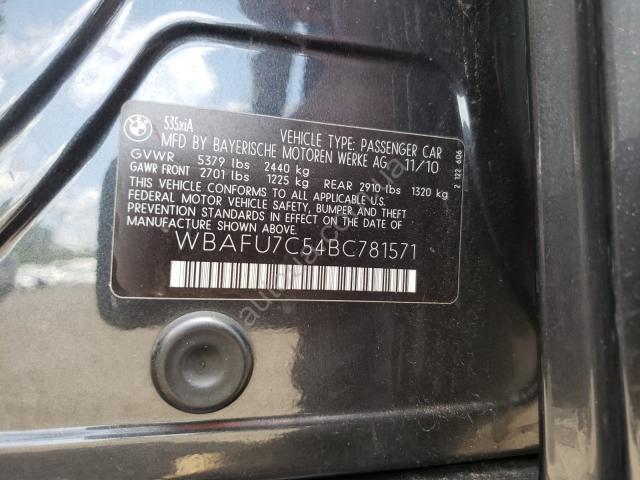 BMW
535xiA
VEHICLE TYPE: PASSENGER CAR
MFD BY BAYERISCHE MOTOREN WERKE AG 11/10
GVWR 5379 lbs 2440 kg
GAWR FRONT 2701 lbs 1225 kg REAR 2910 lbs 1320 kg
THIS VEHICLE CONFORMS TO ALL APPLICABLE U.S.
FEDERAL MOTOR VEHICLE SAFETY, BUMPER AND THEFT
PREVENTION STANDARDS IN EFFECT ON THE DATE OF
MANUFACTURE SHOWN ABOVE.
WBAFU7C54BC781571
2 122 606